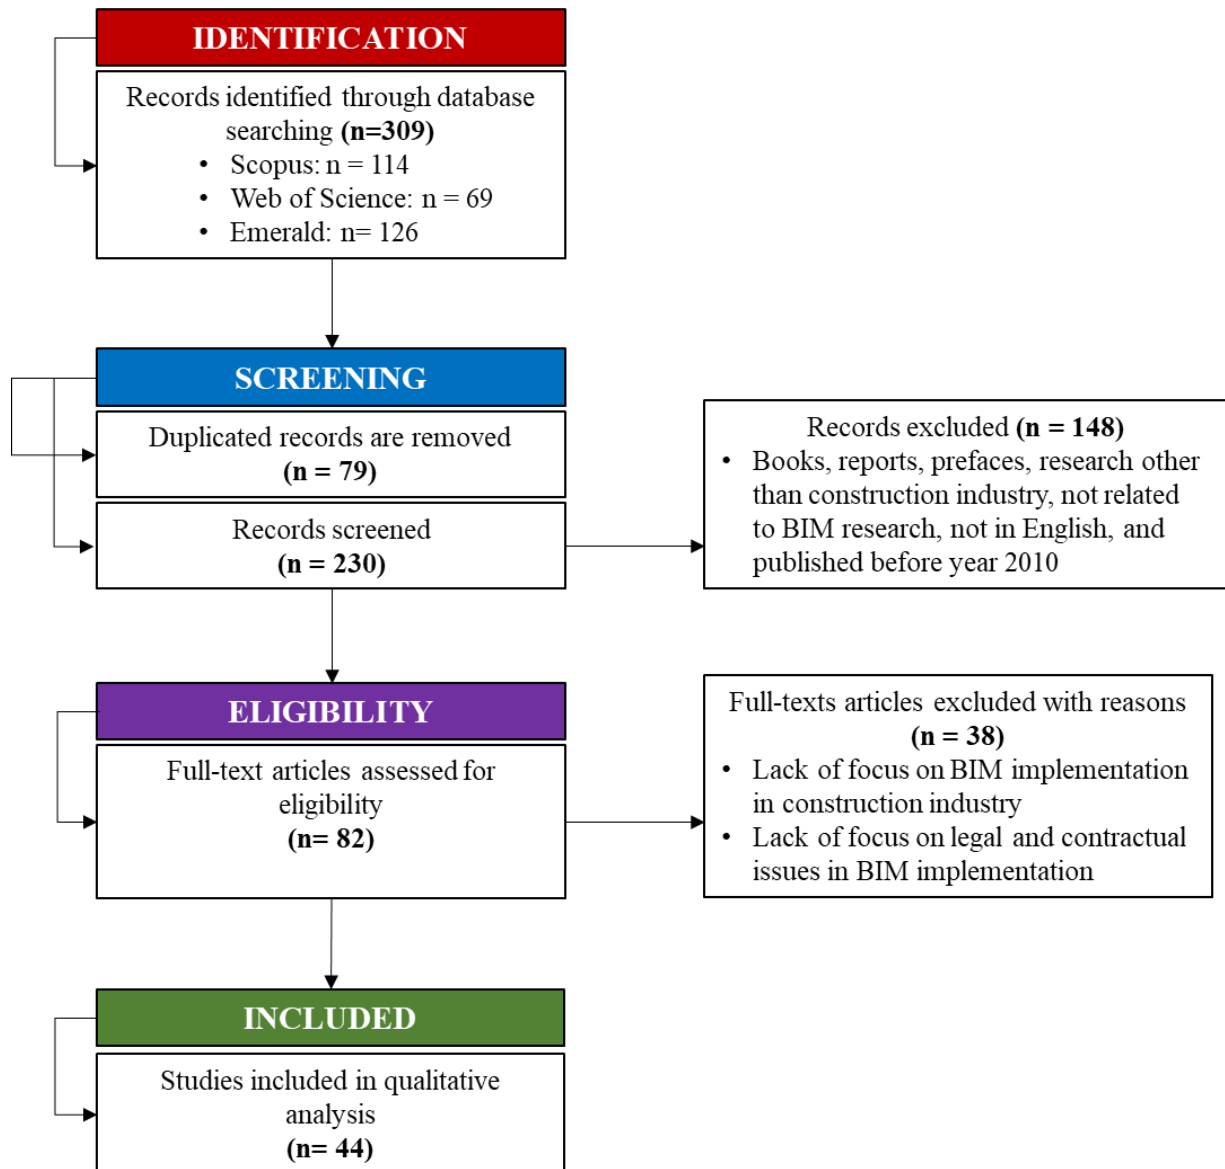 IDENTIFICATION
Records identified through database
searching (n=309)
• Scopus: n = 114
• Web of Science: n = 69
• Emerald: n= 126
SCREENING
Duplicated records are removed
(n = 79)
Records screened
(n = 230)
Records excluded (n = 148)
• Books, reports, prefaces, research other
than construction industry, not related
to BIM research, not in English, and
published before year 2010
ELIGIBILITY
Full-text articles assessed for
eligibility
(n= 82)
Full-texts articles excluded with reasons
(n = 38)
• Lack of focus on BIM implementation
in construction industry
• Lack of focus on legal and contractual
issues in BIM implementation
INCLUDED
Studies included in qualitative
analysis
(n= 44)